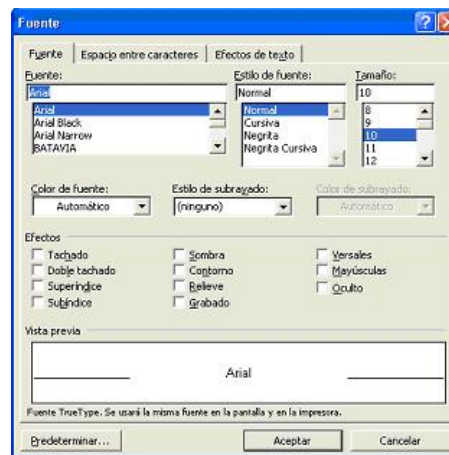 Fuente
Fuente Espacio entre caracteres Efectos de texto
Fuente: Estilo de fuente: Tamaño:
Arial Normal 10
Arial Normal 8
Arial Black Cursiva 9
Arial Narrow Negrita 10
BATAVIA Negrita Cursiva 11
12
Color de fuente: Estilo de subrayado: Color de subrayado:
Automático (ninguno) Automático
Efectos
Tachado Sombra Versales
Doble tachado Contorno Mayúsculas
Superíndice Relieve Oculto
Subíndice Grabado
Vista previa
Arial
Fuente TrueType. Se usará la misma fuente en la pantalla y en la impresora.
Predeterminar... Aceptar Cancelar